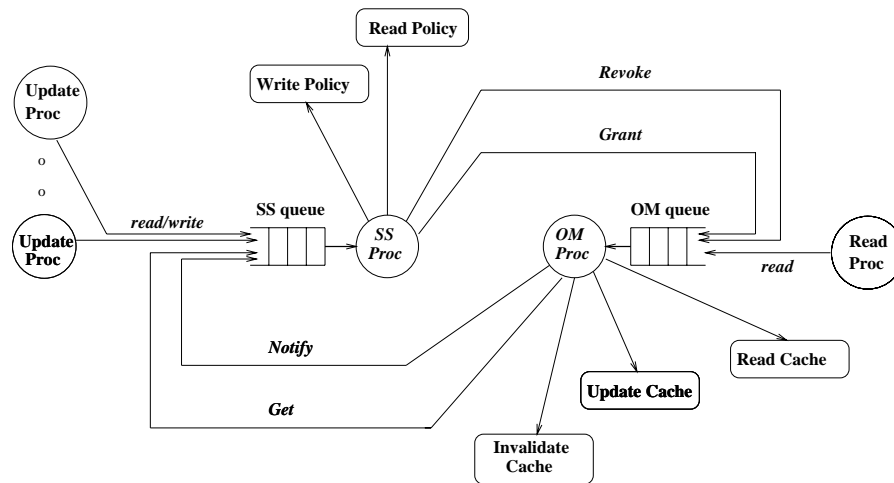 Read Policy
Write Policy
Revoke
Update
Proc
Grant
o
o
SS queue
OM queue
read/write
Update
Proc
SS
Proc
OM
Proc
Read
Proc
read
Notify
Read Cache
Update Cache
Get
Invalidate
Cache